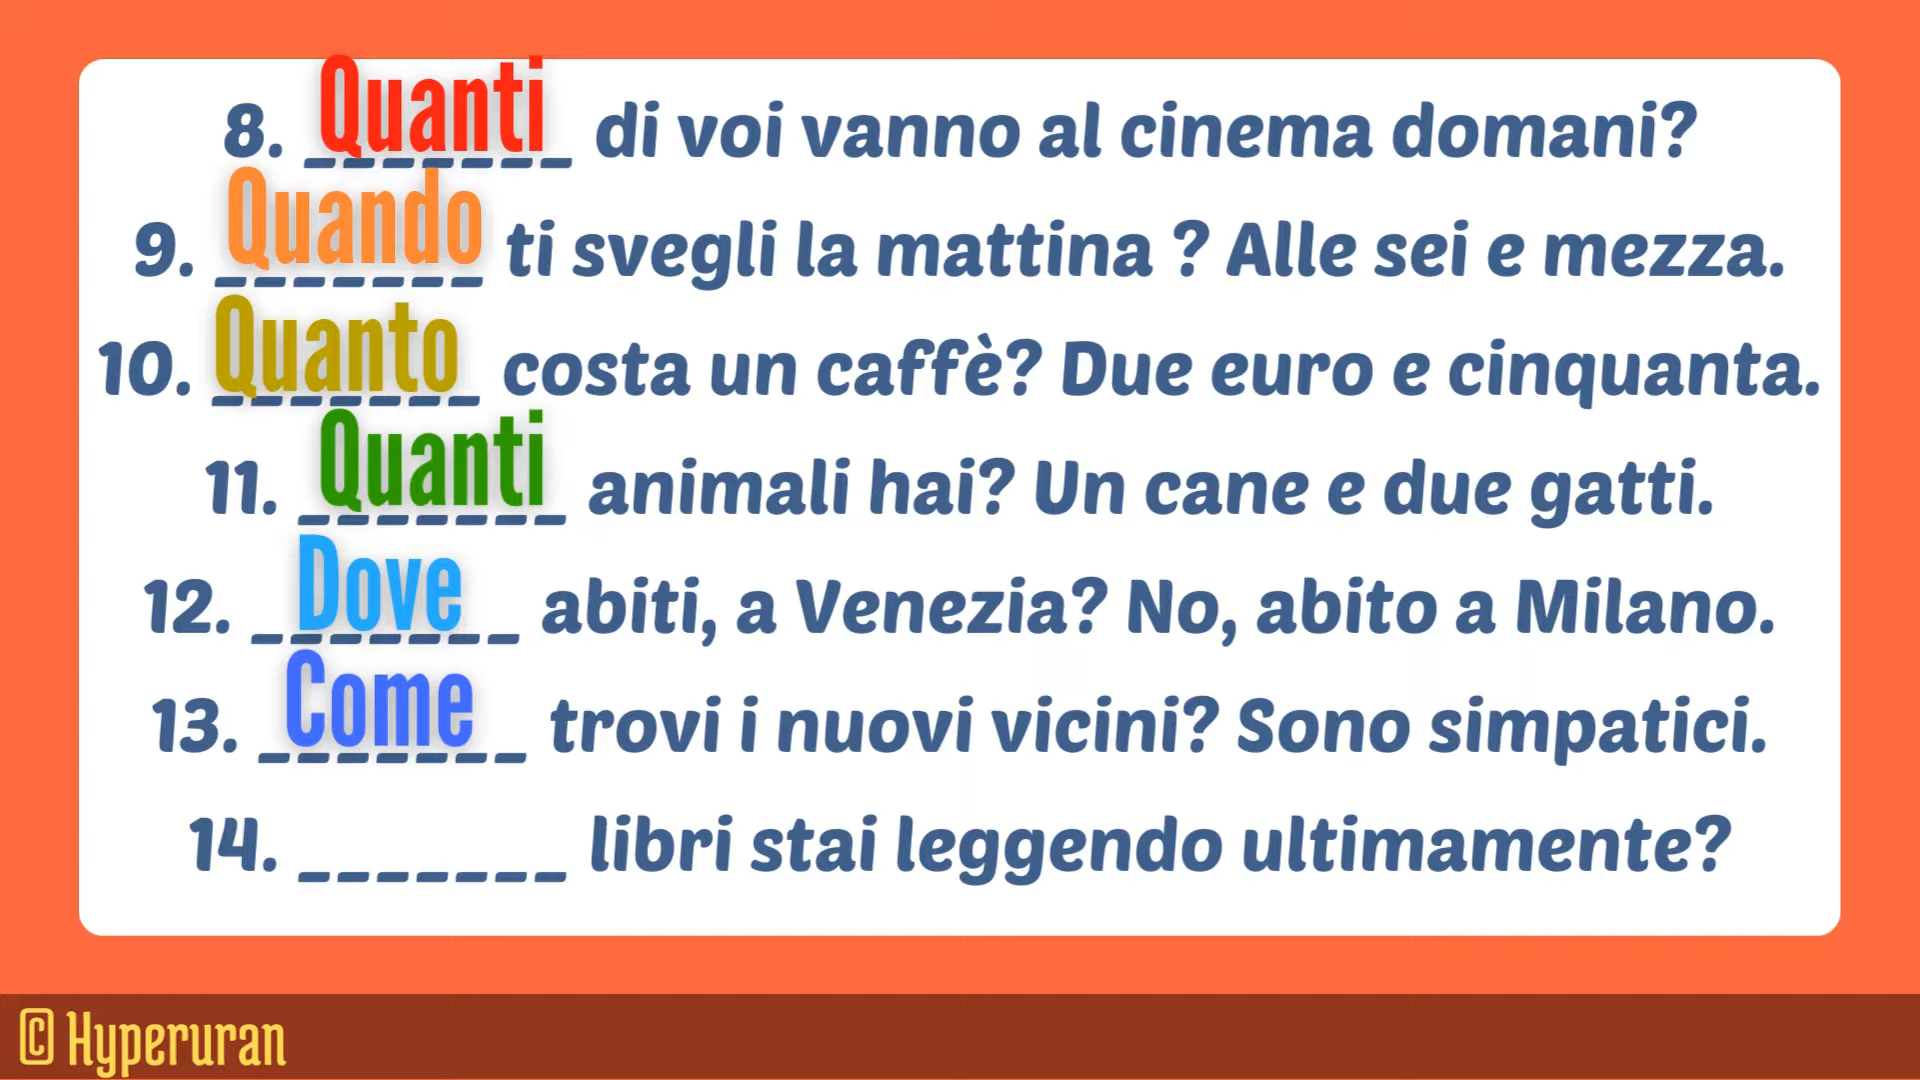 8. Quanti di voi vanno al cinema domani?
9. Quando ti svegli la mattina ? Alle sei e mezza.
10. Quanto costa un caffè? Due euro e cinquanta.
11. Quanti animali hai? Un cane e due gatti.
12. Dove abiti, a Venezia? No, abito a Milano.
13. Come trovi i nuovi vicini? Sono simpatici.
14. _______ libri stai leggendo ultimamente?
© Hyperuran